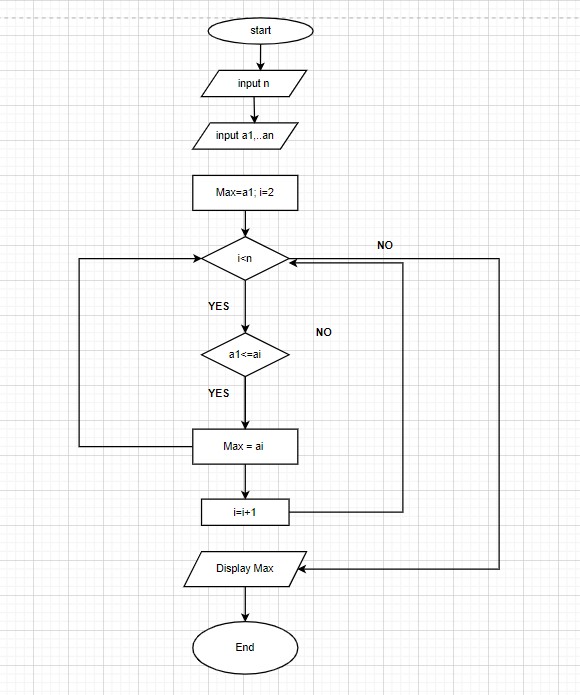 start
input n
input a1,..an
Max=a1; i=2
NO
i<n
YES
NO
a1<=ai
YES
Max = ai
i=i+1
Display Max
End